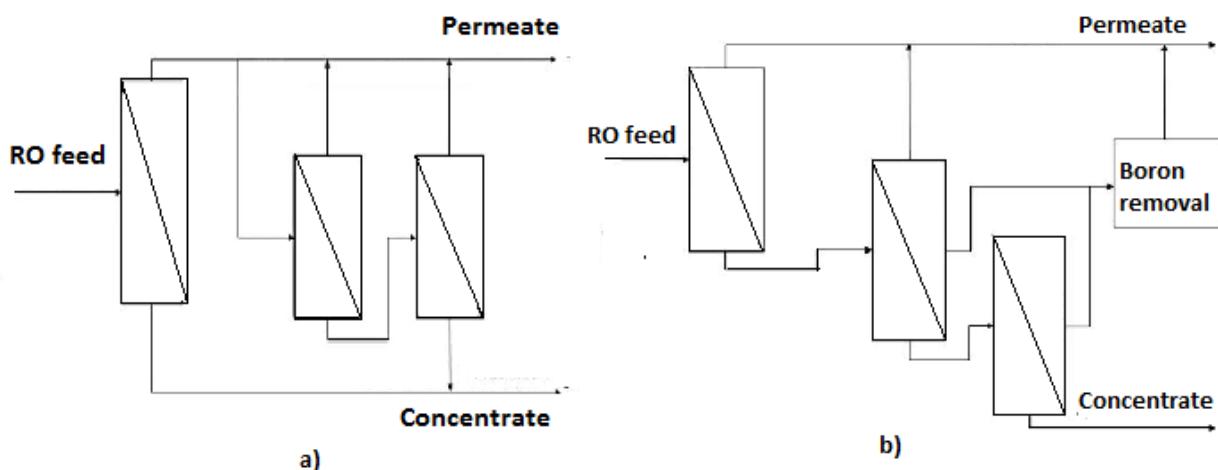 Permeate
RO feed
Concentrate
a)
Permeate
RO feed
Boron
removal
Concentrate
b)